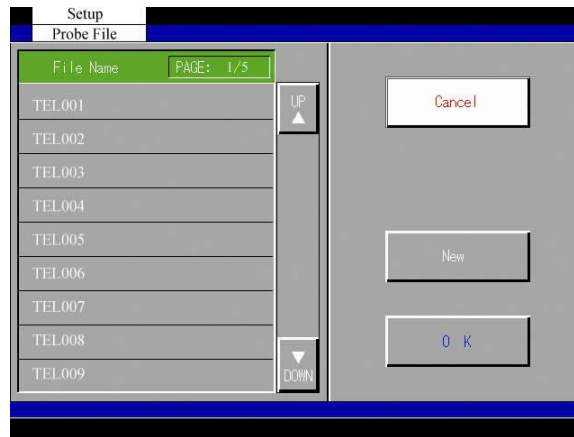 Setup
Probe File
File Name PAGE: 1/5
TEL001
TEL002
TEL003
TEL004
TEL005
TEL006
TEL007
TEL008
TEL009
UP
DOWN
Cancel
New
O K